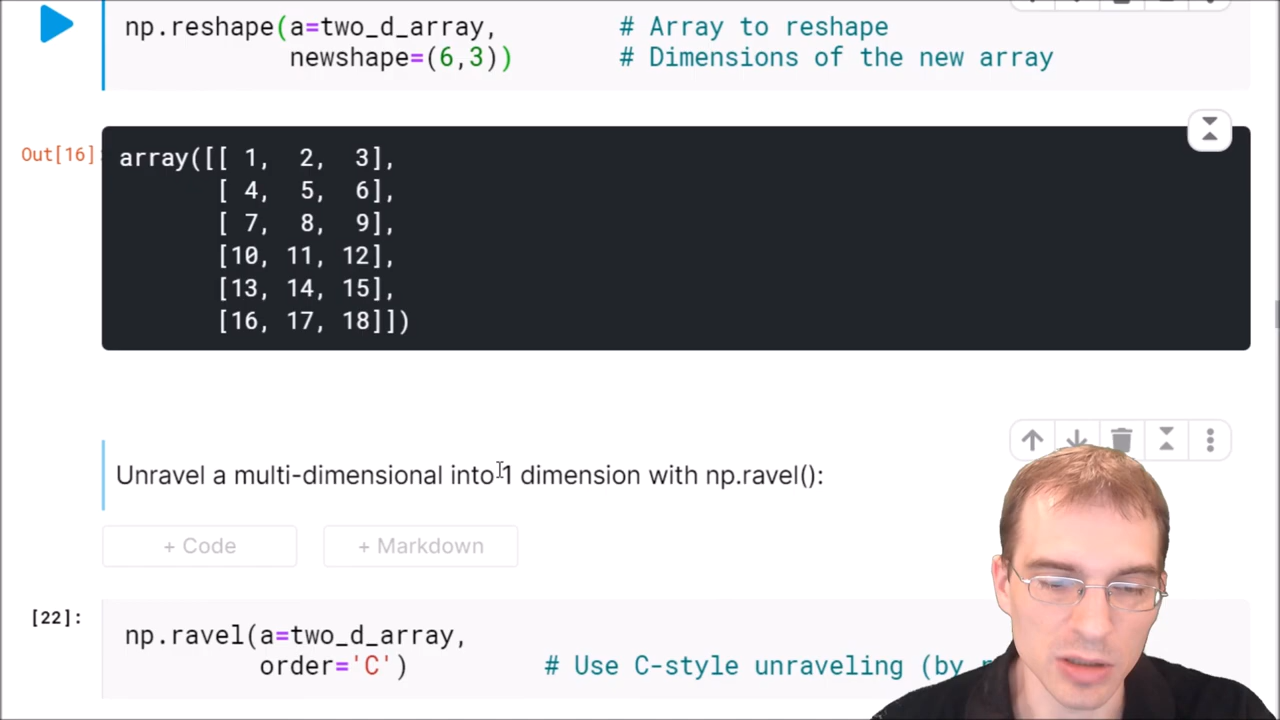 np.reshape(a=two_d_array,          # Array to reshape
           newshape=(6,3))         # Dimensions of the new array
Out[16]:
array([[ 1,  2,  3],
       [ 4,  5,  6],
       [ 7,  8,  9],
       [10, 11, 12],
       [13, 14, 15],
       [16, 17, 18]])
Unravel a multi-dimensional into 1 dimension with np.ravel():
+ Code    + Markdown
[22]:
np.ravel(a=two_d_array,
         order='C')         # Use C-style unraveling (by